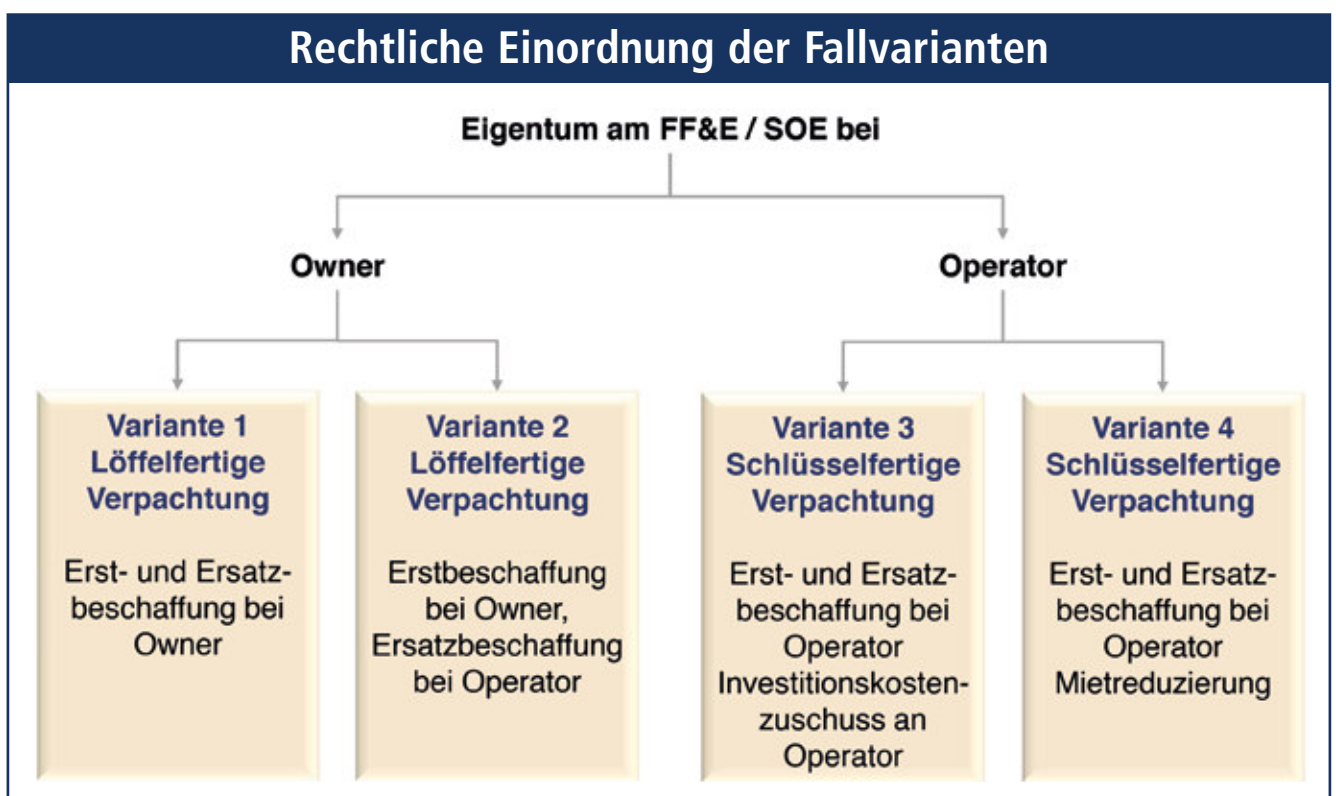 Rechtliche Einordnung der Fallvarianten
Eigentum am FF&E / SOE bei
Owner
Operator
Variante 1
Löffelfertige
Verpachtung
Erst- und Ersatz-
beschaffung bei
Owner
Variante 2
Löffelfertige
Verpachtung
Erstbeschaffung
bei Owner,
Ersatzbeschaffung
bei Operator
Variante 3
Schlüsselfertige
Verpachtung
Erst- und Ersatz-
beschaffung bei
Operator
Investitionskosten-
zuschuss an
Operator
Variante 4
Schlüsselfertige
Verpachtung
Erst- und Ersatz-
beschaffung bei
Operator
Mietreduzierung